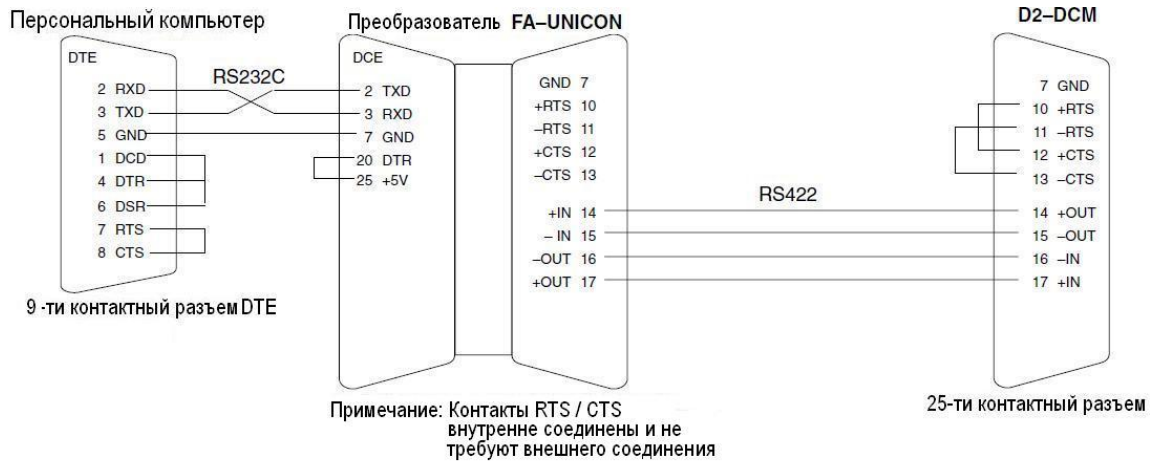 Персональный компьютер
DTE
2 RXD
3 TXD
5 GND
1 DCD
4 DTR
6 DSR
7 RTS
8 CTS
9 -ти контактный разъем DTE
RS232C
Преобразователь FA–UNICON
DCE
2 TXD
3 RXD
7 GND
20 DTR
25 +5V
GND 7
+RTS 10
–RTS 11
+CTS 12
–CTS 13
+IN 14
– IN 15
–OUT 16
+OUT 17
Примечание: Контакты RTS / CTS
внутренне соединены и не
требуют внешнего соединения
RS422
D2–DCM
7 GND
10 +RTS
11 –RTS
12 +CTS
13 –CTS
14 +OUT
15 –OUT
16 –IN
17 +IN
25-ти контактный разъем